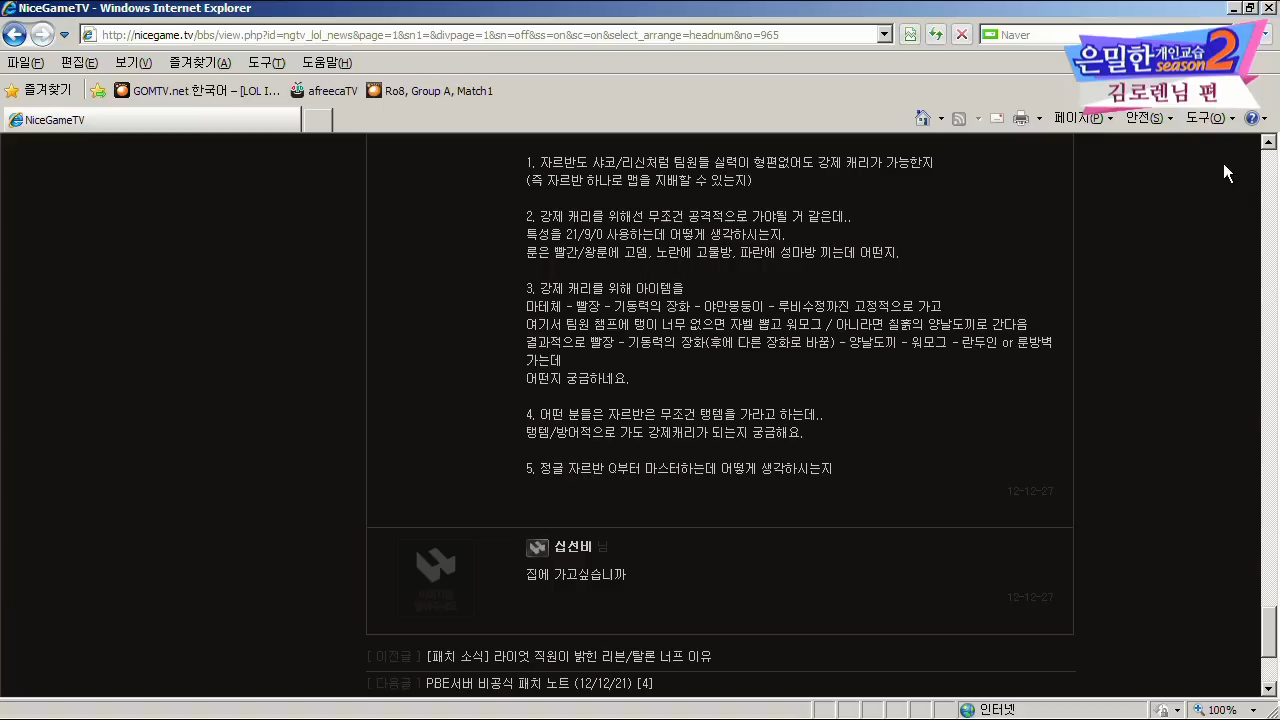 NiceGameTV - Windows Internet Explorer
http://nicegame.tv/bbs/view.php?id=ngtv_lol_news&page=1&sn1=&divpage=1&sn=off&ss=on&sc=on&select_arrange=headnum&no=965
Naver
은밀한 개인교습 season 2
김로렌님 편
파일(F) 편집(E) 보기(V) 즐겨찾기(A) 도구(T) 도움말(H)
즐겨찾기 GOMTV.net 한국어 - [LOL I... afreecaTV Ro8, Group A, Match1
NiceGameTV
페이지(P) 안전(S) 도구(O)
1. 자르반도 샤코/리신처럼 팀원들 실력이 형편없어도 강제 캐리가 가능한지
(즉 자르반 하나로 맵을 지배할 수 있는지)
2. 강제 캐리를 위해선 무조건 공격적으로 가야될 거 같은데..
특성을 21/9/0 사용하는데 어떻게 생각하시는지.
룬은 빨간/왕룬에 고뎀, 노란에 고물방, 파란에 성마방 끼는데 어떤지.
3. 강제 캐리를 위해 아이템을
마테체 - 빨장 - 기동력의 장화 - 야만몽둥이 - 루비수정까진 고정적으로 가고
여기서 팀원 챔프에 탱이 너무 없으면 자벨 뽑고 워모그 / 아니라면 칠흙의 양날도끼로 간다음
결과적으로 빨장 - 기동력의 장화(후에 다른 장화로 바꿈) - 양날도끼 - 워모그 - 란두인 or 룬방벽
가는데
어떤지 궁금하네요.
4. 어떤 분들은 자르반은 무조건 탱템을 가라고 하는데..
탱템/방어적으로 가도 강제캐리가 되는지 궁금해요.
5. 정글 자르반 Q부터 마스터하는데 어떻게 생각하시는지
12-12-27
십선비 님
집에 가고싶습니까
12-12-27
[ 이전글 ] [패치 소식] 라이엇 직원이 밝힌 리븐/탈론 너프 이유
[ 다음글 ] PBE서버 비공식 패치 노트 (12/12/21) [4]
인터넷
100%